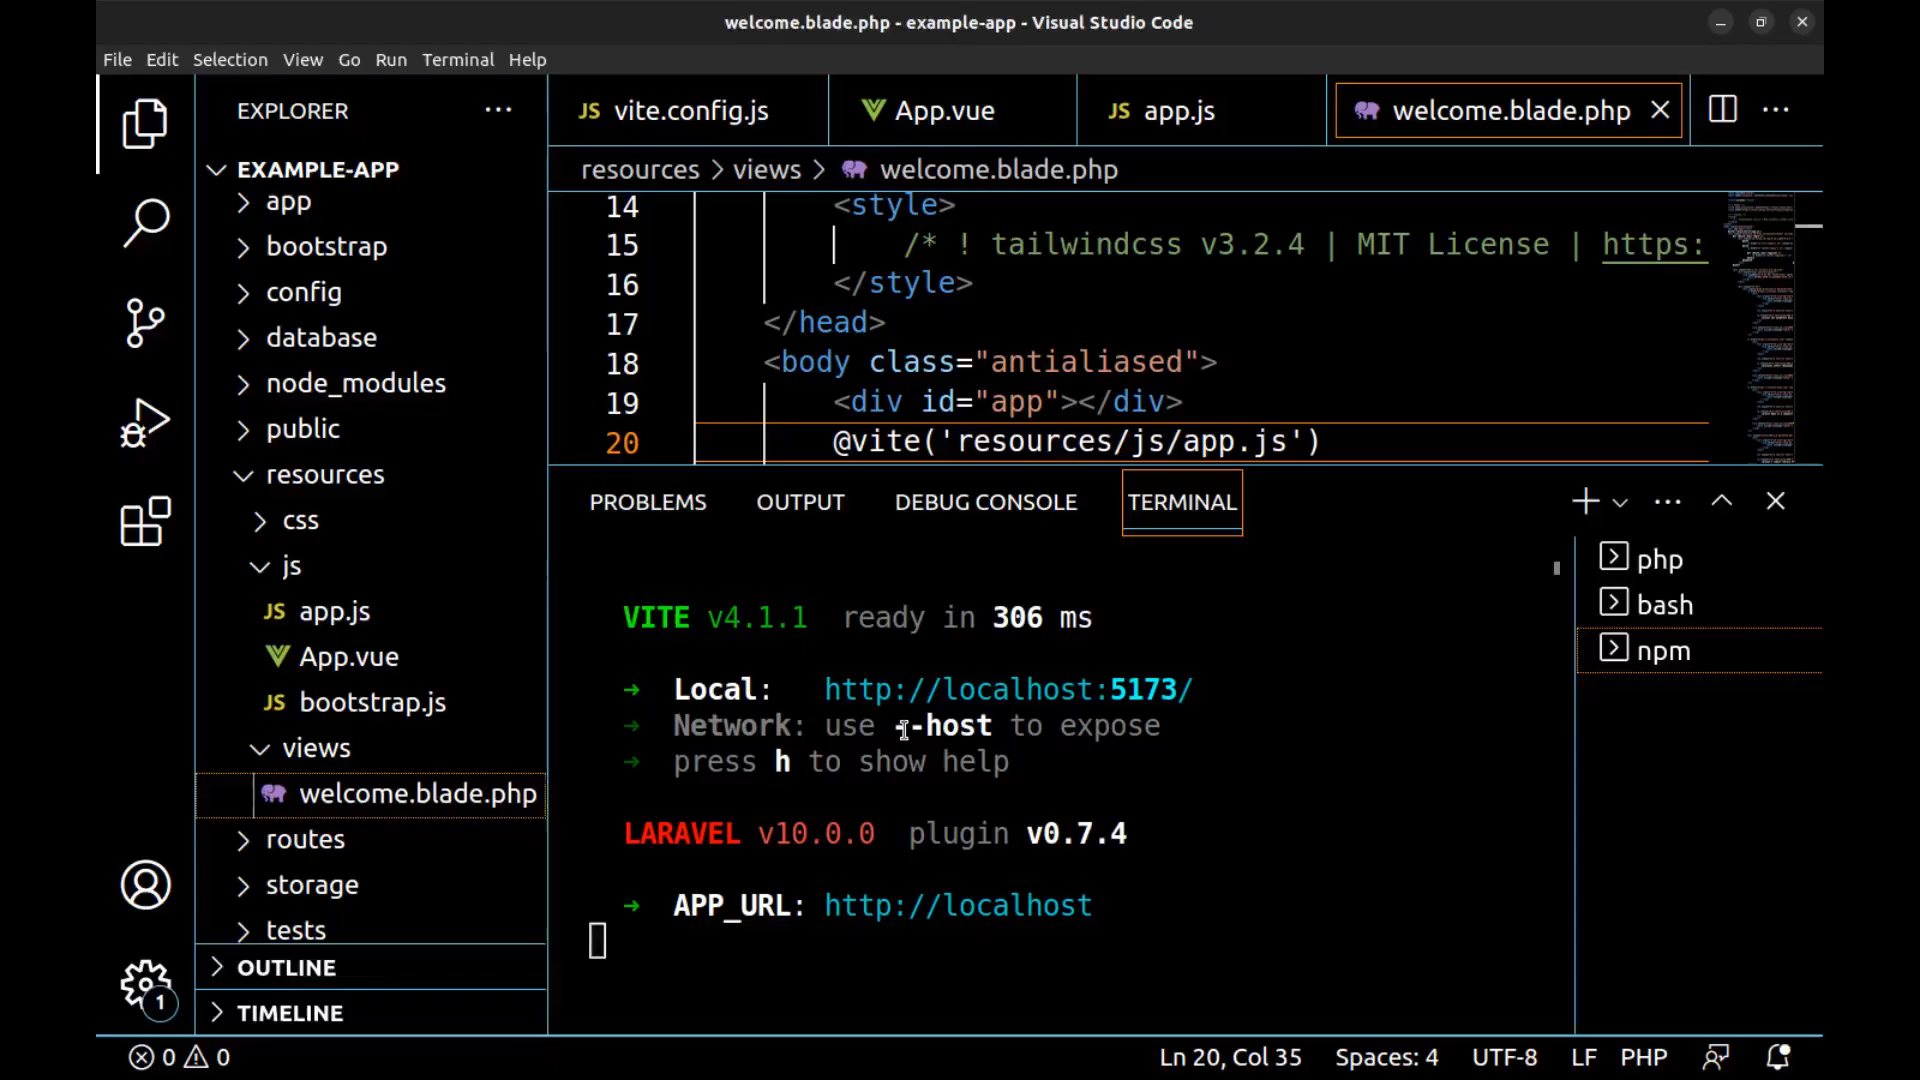 welcome.blade.php - example-app - Visual Studio Code
File Edit Selection View Go Run Terminal Help
EXPLORER
EXAMPLE-APP
app
bootstrap
config
database
node_modules
public
resources
css
js
JS app.js
App.vue
JS bootstrap.js
views
welcome.blade.php
routes
storage
tests
OUTLINE
TIMELINE
JS vite.config.js
App.vue
JS app.js
welcome.blade.php
resources > views > welcome.blade.php
14 <style>
15 /* ! tailwindcss v3.2.4 | MIT License | https:
16 </style>
17 </head>
18 <body class="antialiased">
19 <div id="app"></div>
20 @vite('resources/js/app.js')
PROBLEMS OUTPUT DEBUG CONSOLE TERMINAL
VITE v4.1.1 ready in 306 ms
➜ Local: http://localhost:5173/
➜ Network: use --host to expose
➜ press h to show help
LARAVEL v10.0.0 plugin v0.7.4
➜ APP_URL: http://localhost
php
bash
npm
1
0 0
Ln 20, Col 35 Spaces: 4 UTF-8 LF PHP